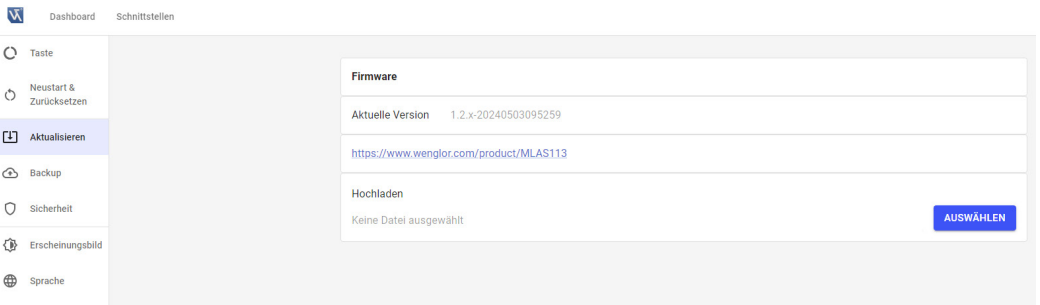 Dashboard Schnittstellen
Taste
Neustart &
Zurücksetzen
Aktualisieren
Backup
Sicherheit
Erscheinungsbild
Sprache
Firmware
Aktuelle Version 1.2.x-20240503095259
https://www.wenglor.com/product/MLAS113
Hochladen
Keine Datei ausgewählt
AUSWÄHLEN